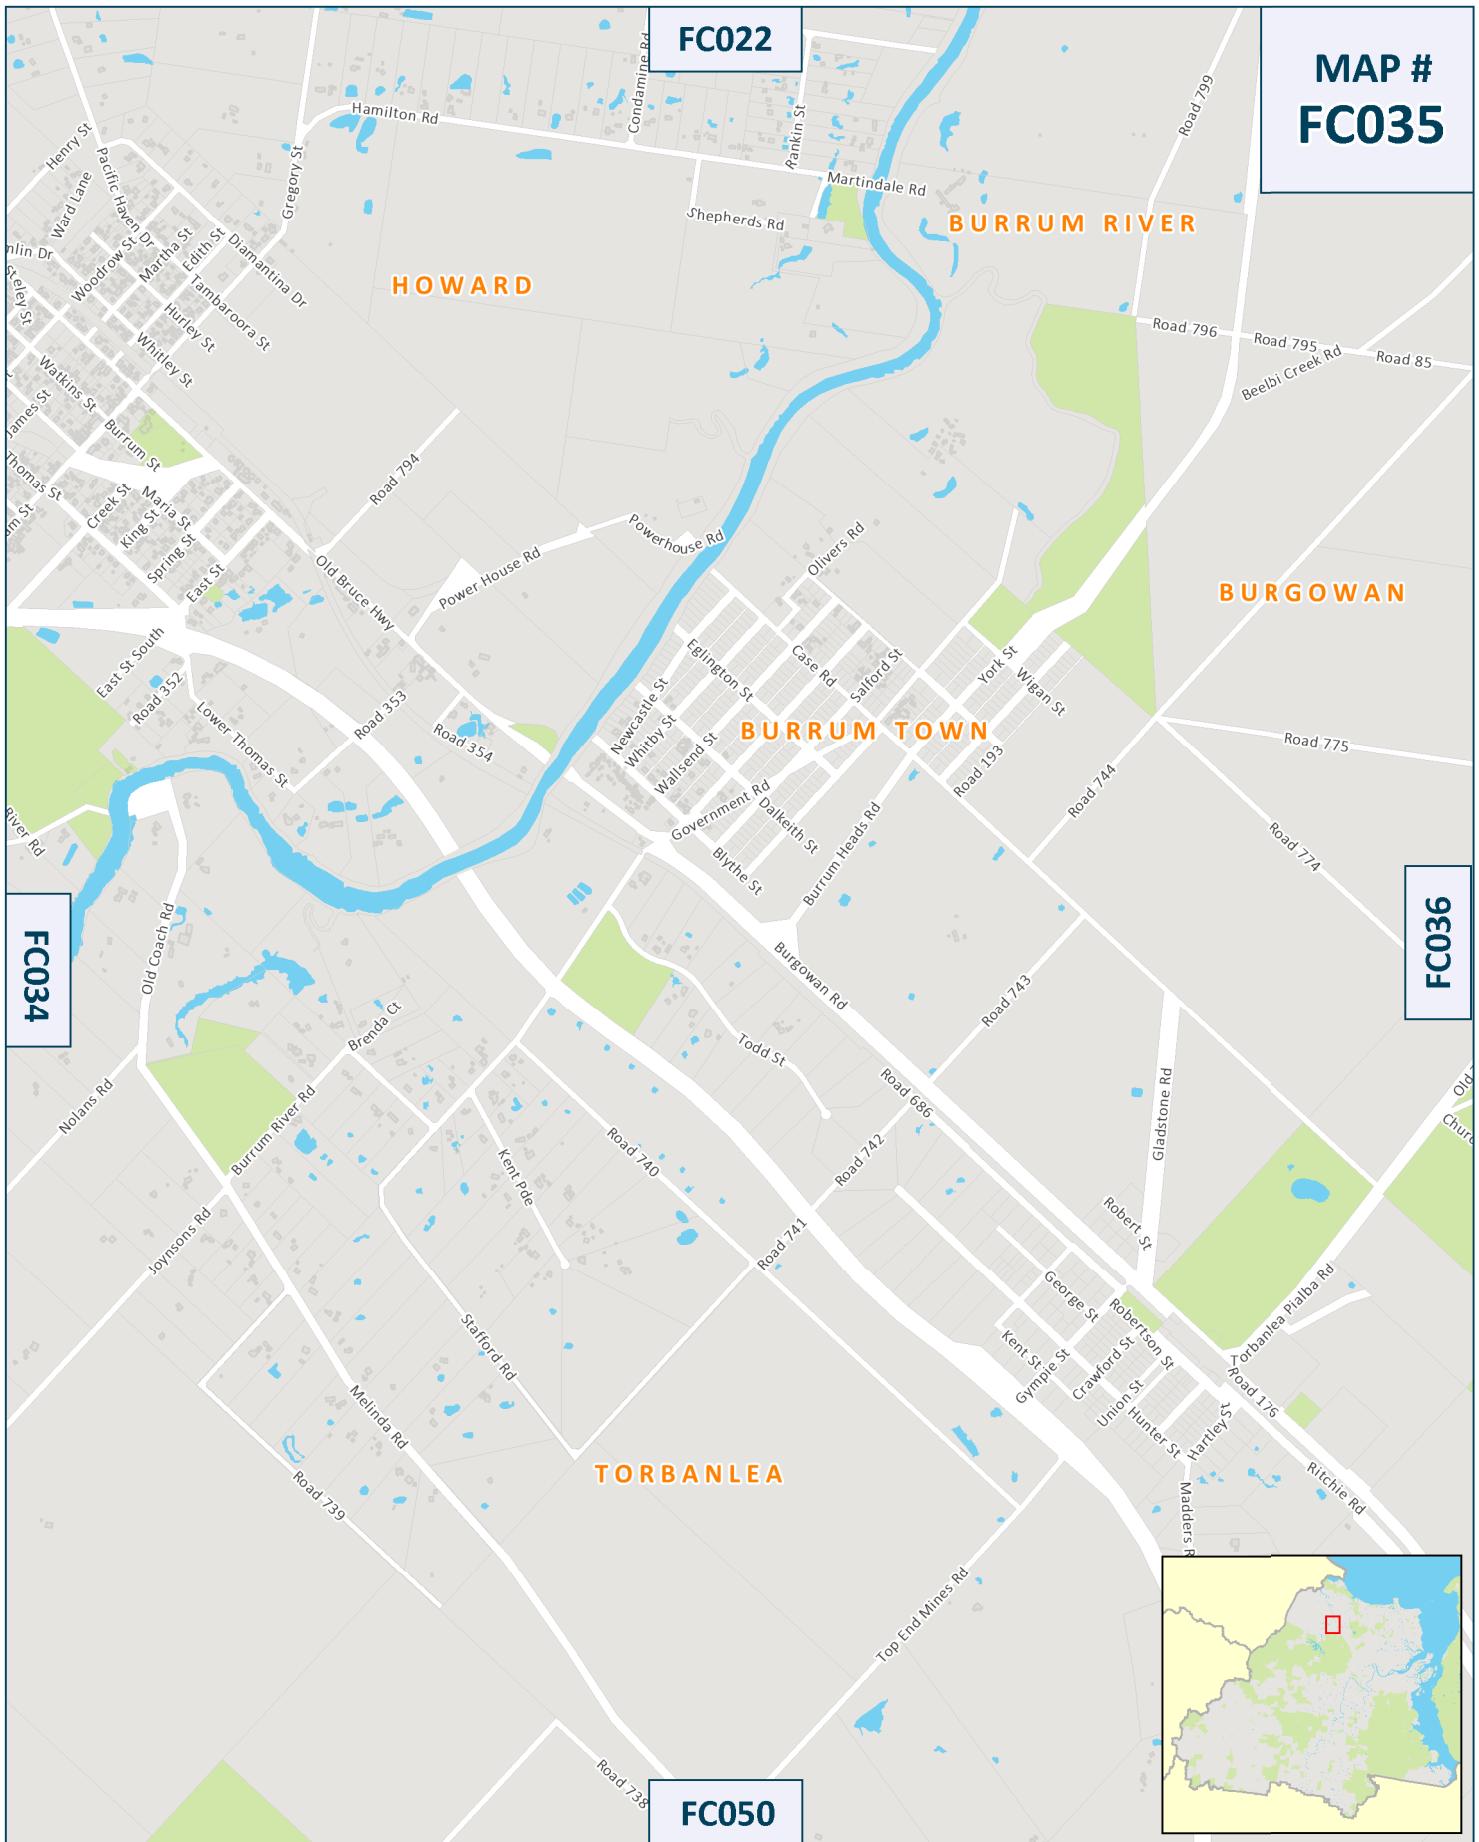 FC022
MAP #
FC035
Road 799
Condamine Rd
Hamilton Rd
Rankin St
Henry St
Pacific Haven Dr
Gregory St
Martindale Rd
Ward Lane
Shepherds Rd
BURRUM RIVER
Martha St
Edith St
Diamantina Dr
Woodrow St
mlin Dr
HOWARD
Steley St
Tambaroora St
Hurley St
Road 796
Road 795
Road 85
Beelbi Creek Rd
Whitley St
Watkins St
James St
Burrum St
Thomas St
Road 794
Creek St
Maria St
King St
um St
Spring St
Powerhouse Rd
Olivers Rd
Power House Rd
Old Bruce Hwy
East St
BURGOWAN
East St South
Eglington St
Case Rd
Salford St
York St
Wigan St
Road 352
Road 353
Newcastle St
Whitby St
Wallsend St
BURRUM TOWN
Lower Thomas St
Road 354
Road 775
Road 193
Road 744
Government Rd
Dalkeith St
Burrum Heads Rd
River Rd
Blythe St
Road 774
FC034
FC036
Old Coach Rd
Burgowan Rd
Road 743
Brenda Ct
Todd St
Road 686
Nolans Rd
Burrum River Rd
Gladstone Rd
Old
Churc
Road 740
Road 742
Kent Pde
Joynsons Rd
Road 741
Robert St
George St
Torbanlea Pialba Rd
Robertson St
Stafford Rd
Kent St
Gympie St
Crawford St
Union St
Road 176
Melinda Rd
Hunter St
Hartley St
TORBANLEA
Ritchie Rd
Road 739
Madders R
Top End Mines Rd
Road 738
FC050